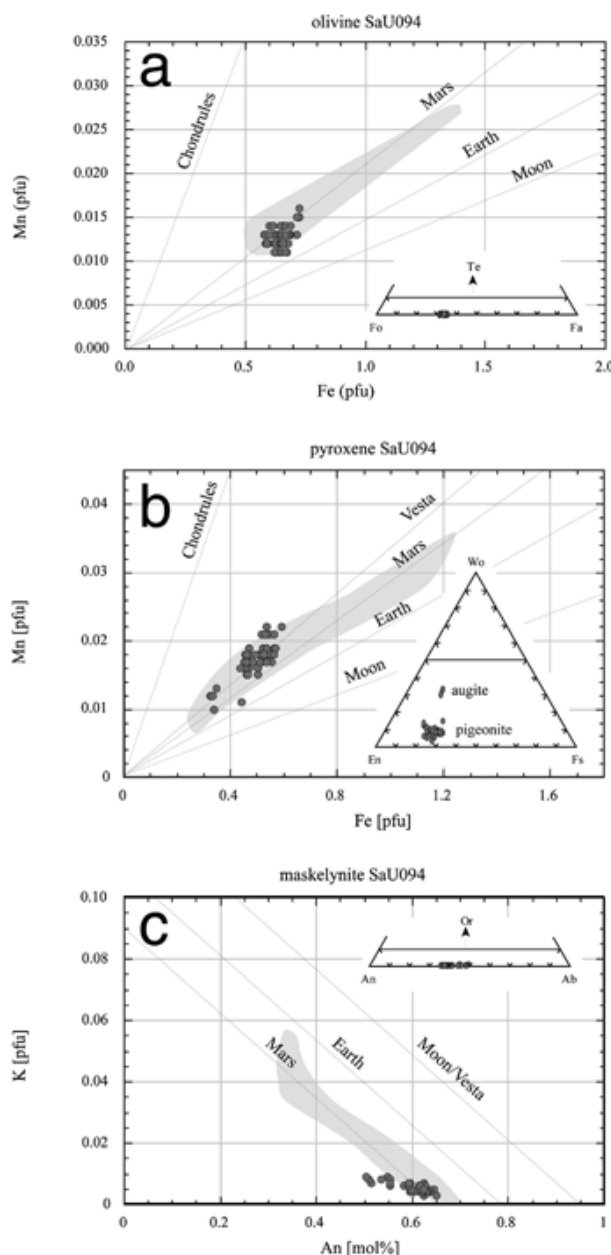 olivine SaU094
a
0.035
0.030
0.025
0.020
0.015
0.010
0.005
0.000
Mn (pfu)
Chondrules
Mars
Earth
Moon
Te
Fo
Fa
0.0
0.5
1.0
1.5
2.0
Fe (pfu)
pyroxene SaU094
b
0.04
0.03
0.02
0.01
0
Mn [pfu]
Chondrules
Vesta
Mars
Earth
Moon
Wo
augite
pigeonite
En
Fs
0
0.4
0.8
1.2
1.6
Fe [pfu]
maskelynite SaU094
c
0.10
0.08
0.06
0.04
0.02
0
K [pfu]
Or
An
Ab
Mars
Earth
Moon/Vesta
0
0.2
0.4
0.6
0.8
1
An [mol%]